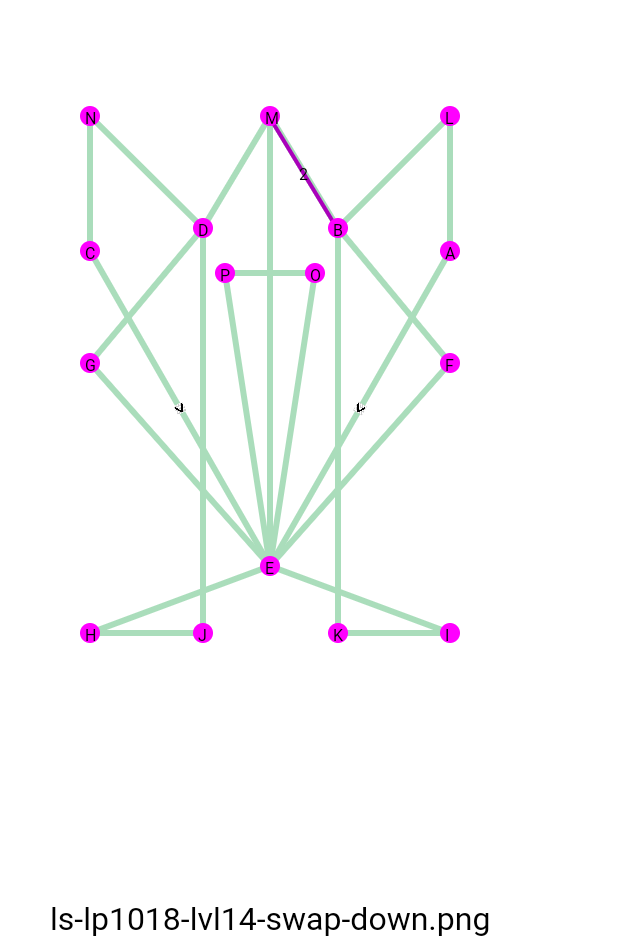 N M L
2
D B
C A
P O
G F
E
H J K I
ls-lp1018-lvl14-swap-down.png